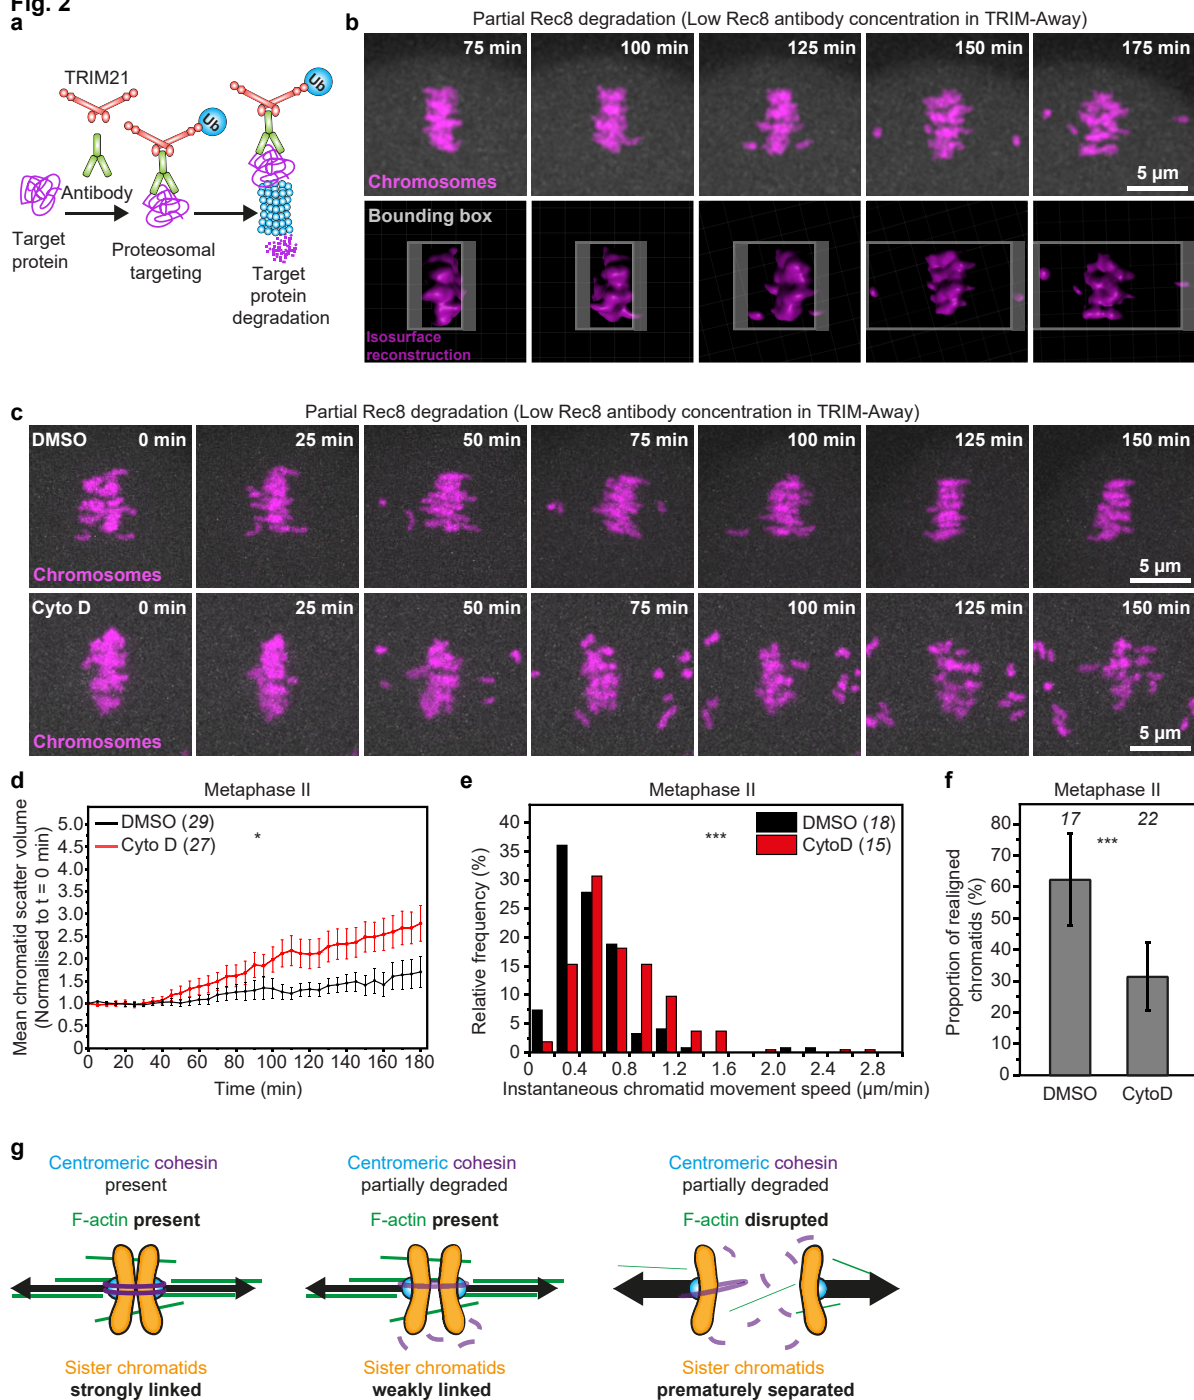 Fig. 2
a
TRIM21
Ub
Ub
Antibody
Target
protein
Proteosomal
targeting
Target
protein
degradation
b
Partial Rec8 degradation (Low Rec8 antibody concentration in TRIM-Away)
75 min
100 min
125 min
150 min
175 min
Chromosomes
5 µm
Bounding box
Isosurface
reconstruction
c
Partial Rec8 degradation (Low Rec8 antibody concentration in TRIM-Away)
DMSO
0 min
25 min
50 min
75 min
100 min
125 min
150 min
Chromosomes
5 µm
Cyto D
0 min
25 min
50 min
75 min
100 min
125 min
150 min
Chromosomes
5 µm
d
Metaphase II
Mean chromatid scatter volume
(Normalised to t = 0 min)
5.0
4.5
4.0
3.5
3.0
2.5
2.0
1.5
1.0
0.5
0
DMSO (29)
Cyto D (27)
*
0 20 40 60 80 100 120 140 160 180
Time (min)
e
Metaphase II
Relative frequency (%)
40
35
30
25
20
15
10
5
0
DMSO (18)
CytoD (15)
***
0 0.4 0.8 1.2 1.6 2.0 2.4 2.8
Instantaneous chromatid movement speed (µm/min)
f
Metaphase II
Proportion of realigned
chromatids (%)
80
70
60
50
40
30
20
10
0
17 22
***
DMSO CytoD
g
Centromeric cohesin
present
F-actin present
Sister chromatids
strongly linked
Centromeric cohesin
partially degraded
F-actin present
Sister chromatids
weakly linked
Centromeric cohesin
partially degraded
F-actin disrupted
Sister chromatids
prematurely separated